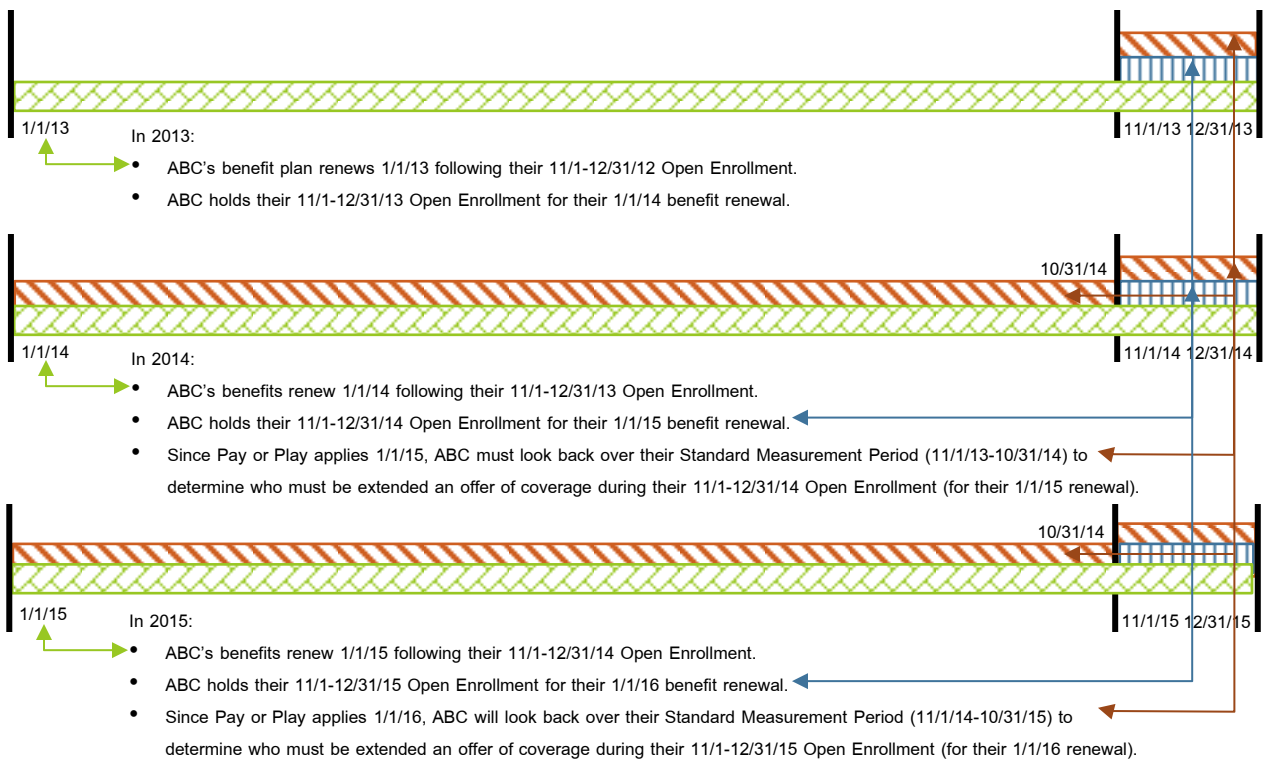 1/1/13
11/1/13 12/31/13
In 2013:
• ABC's benefit plan renews 1/1/13 following their 11/1-12/31/12 Open Enrollment.
• ABC holds their 11/1-12/31/13 Open Enrollment for their 1/1/14 benefit renewal.
10/31/14
1/1/14
11/1/14 12/31/14
In 2014:
• ABC's benefits renew 1/1/14 following their 11/1-12/31/13 Open Enrollment.
• ABC holds their 11/1-12/31/14 Open Enrollment for their 1/1/15 benefit renewal.
• Since Pay or Play applies 1/1/15, ABC must look back over their Standard Measurement Period (11/1/13-10/31/14) to
determine who must be extended an offer of coverage during their 11/1-12/31/14 Open Enrollment (for their 1/1/15 renewal).
10/31/14
1/1/15
11/1/15 12/31/15
In 2015:
• ABC's benefits renew 1/1/15 following their 11/1-12/31/14 Open Enrollment.
• ABC holds their 11/1-12/31/15 Open Enrollment for their 1/1/16 benefit renewal.
• Since Pay or Play applies 1/1/16, ABC will look back over their Standard Measurement Period (11/1/14-10/31/15) to
determine who must be extended an offer of coverage during their 11/1-12/31/15 Open Enrollment (for their 1/1/16 renewal).